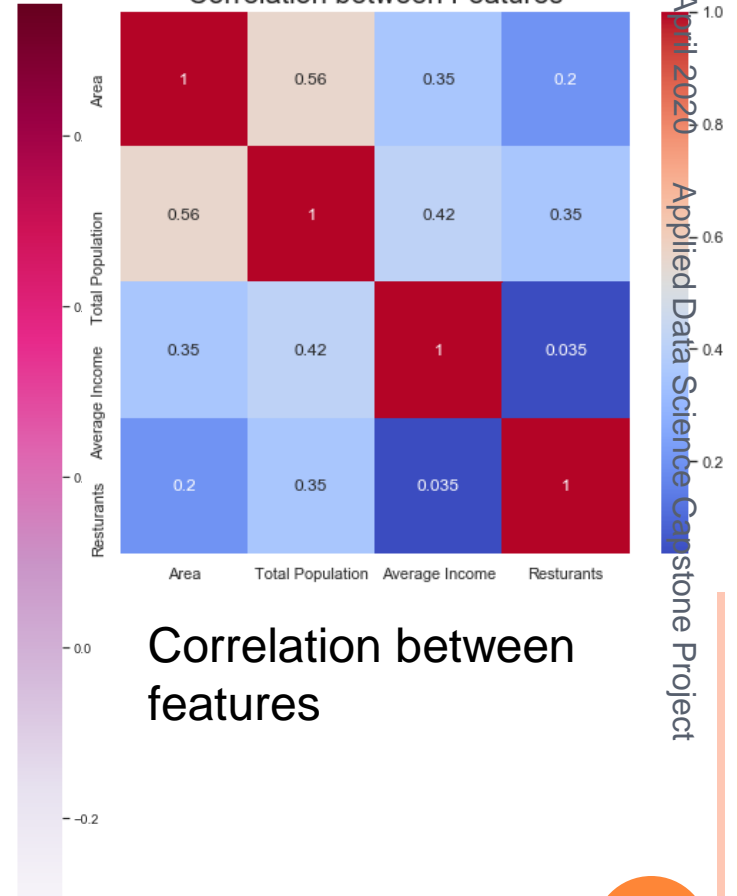 Correlation between Features
1.0
0.8
0.6
0.4
0.2
Area
Total Population
Average Income
Resturants
1 0.56 0.35 0.2
0.56 1 0.42 0.35
0.35 0.42 1 0.035
0.2 0.35 0.035 1
Area Total Population Average Income Resturants
0.
0.
0.
0.0
−0.2
Correlation between
features
April 2020 Applied Data Science Capstone Project